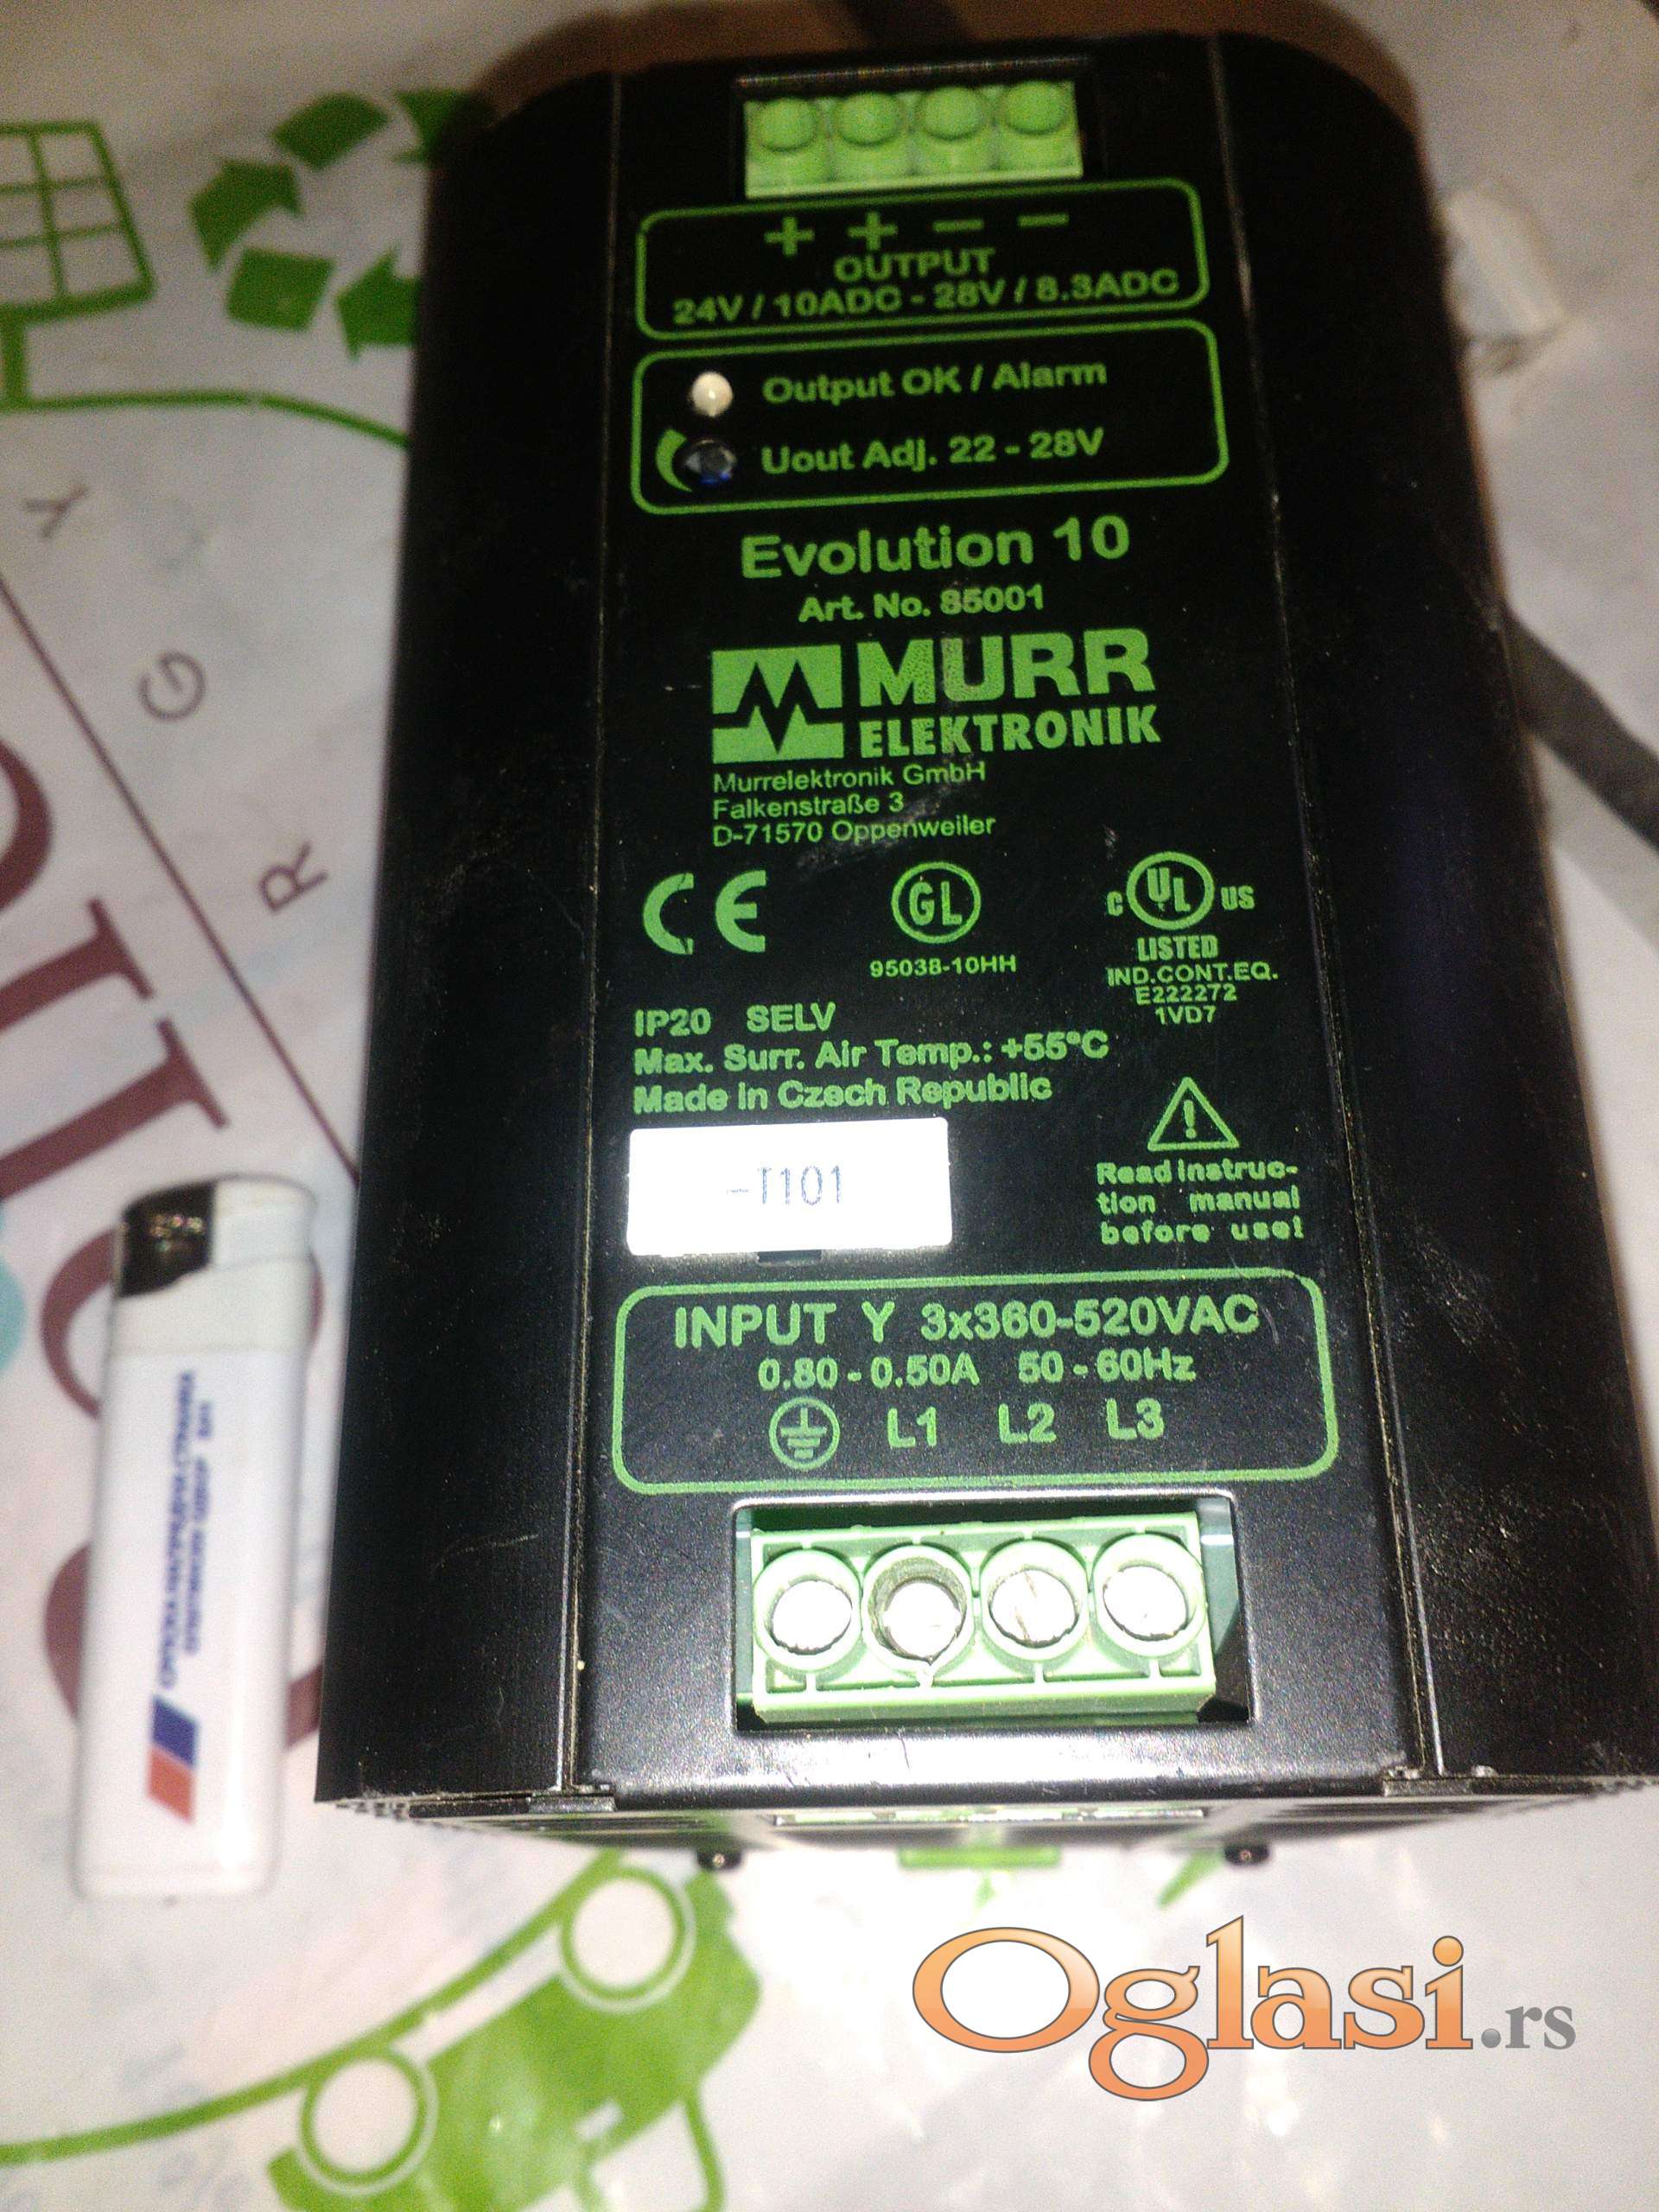 + + − −
OUTPUT
24V / 10ADC - 28V / 8.3ADC
Output OK / Alarm
Uout Adj. 22 - 28V
Evolution 10
Art. No. 85001
MURR
ELEKTRONIK
Murrelektronik GmbH
Falkenstraße 3
D-71570 Oppenweiler
CE
GL
95038-10HH
C UL US
LISTED
IND.CONT.EQ.
E222272
1VD7
IP20 SELV
Max. Surr. Air Temp.: +55°C
Made in Czech Republic
-T101
Read instruc-
tion manual
before use!
INPUT Y 3x360-520VAC
0.80 - 0.50A 50 - 60Hz
L1 L2 L3
Y G R
Oglasi.rs